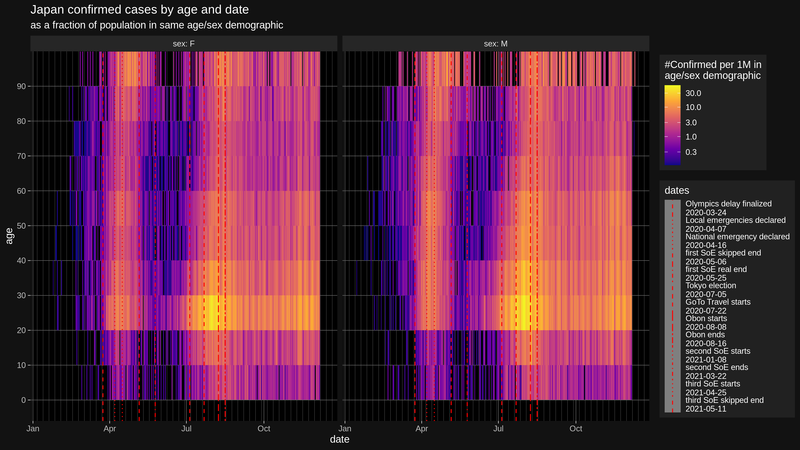 Japan confirmed cases by age and date
as a fraction of population in same age/sex demographic
sex: F
sex: M
age
90
80
70
60
50
40
30
20
10
0
Jan
Apr
Jul
Oct
Jan
Apr
Jul
Oct
date
#Confirmed per 1M in
age/sex demographic
30.0
10.0
3.0
1.0
0.3
dates
Olympics delay finalized
2020-03-24
Local emergencies declared
2020-04-07
National emergency declared
2020-04-16
first SoE skipped end
2020-05-06
first SoE real end
2020-05-25
Tokyo election
2020-07-05
GoTo Travel starts
2020-07-22
Obon starts
2020-08-08
Obon ends
2020-08-16
second SoE starts
2021-01-08
second SoE ends
2021-03-22
third SoE starts
2021-04-25
third SoE skipped end
2021-05-11